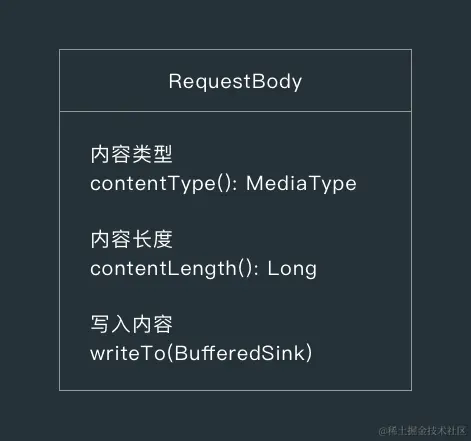 RequestBody
内容类型
contentType(): MediaType
内容长度
contentLength(): Long
写入内容
writeTo(BufferedSink)
@稀土掘金技术社区